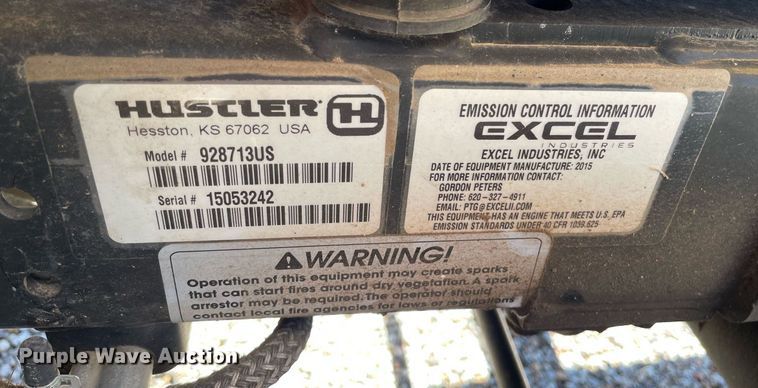 HUSTLER H
Hesston, KS 67062 USA
Model # 928713US
Serial # 15053242
EMISSION CONTROL INFORMATION
EXCEL
INDUSTRIES
EXCEL INDUSTRIES, INC
DATE OF EQUIPMENT MANUFACTURE: 2015
FOR MORE INFORMATION CONTACT:
GORDON PETERS
PHONE: 620-327-4911
EMAIL: PTG@EXCELII.COM
THIS EQUIPMENT HAS AN ENGINE THAT MEETS U.S. EPA
EMISSION STANDARDS UNDER 40 CFR 1039.625
WARNING!
Operation of this equipment may create sparks
that can start fires around dry vegetation. A spark
arrestor may be required. The operator should
contact local fire agencies for laws or regulations
Purple Wave Auction